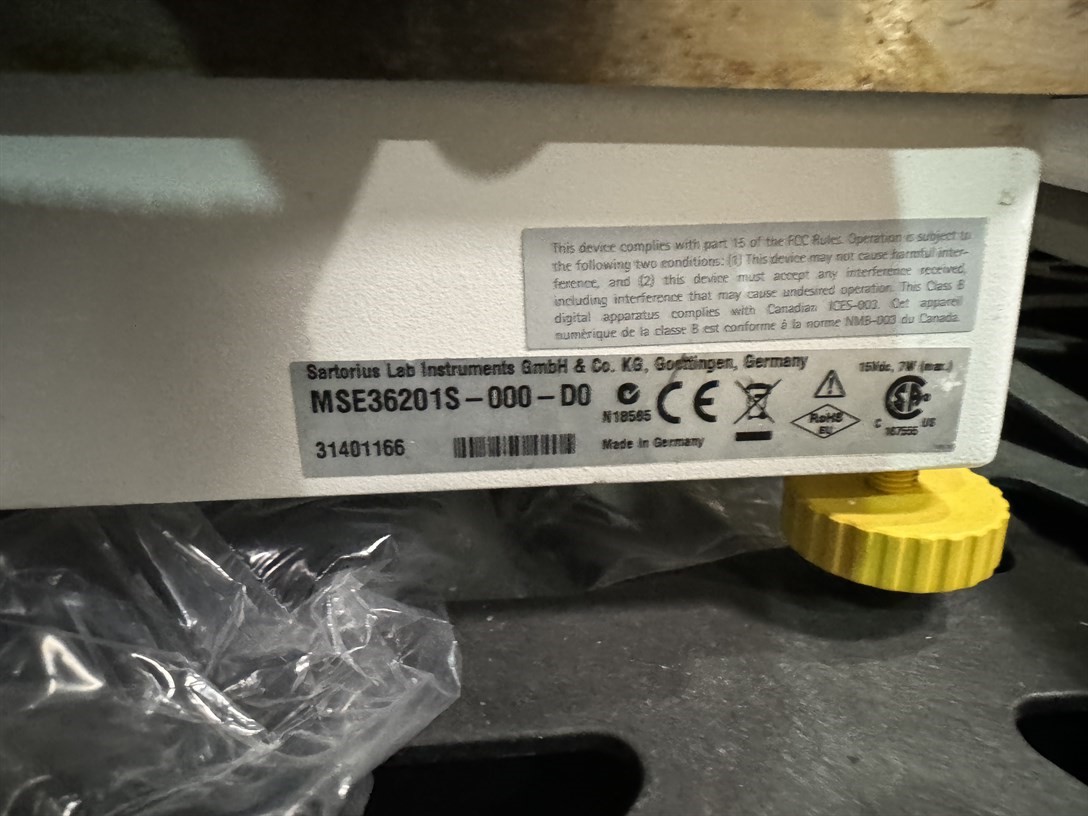 This device complies with part 15 of the FCC Rules. Operation is subject to
the following two conditions: (1) This device may not cause harmful inter-
ference, and (2) this device must accept any interference received,
including interference that may cause undesired operation. This Class B
digital apparatus complies with Canadian ICES-003. Cet appareil
numérique de la classe B est conforme à la norme NMB-003 du Canada.
Sartorius Lab Instruments GmbH & Co. KG, Goettingen, Germany
15Vdc, 7W (max.)
MSE36201S-000-D0
N18565
CE
RoHS
EU
C US
167555
31401166
Made in Germany